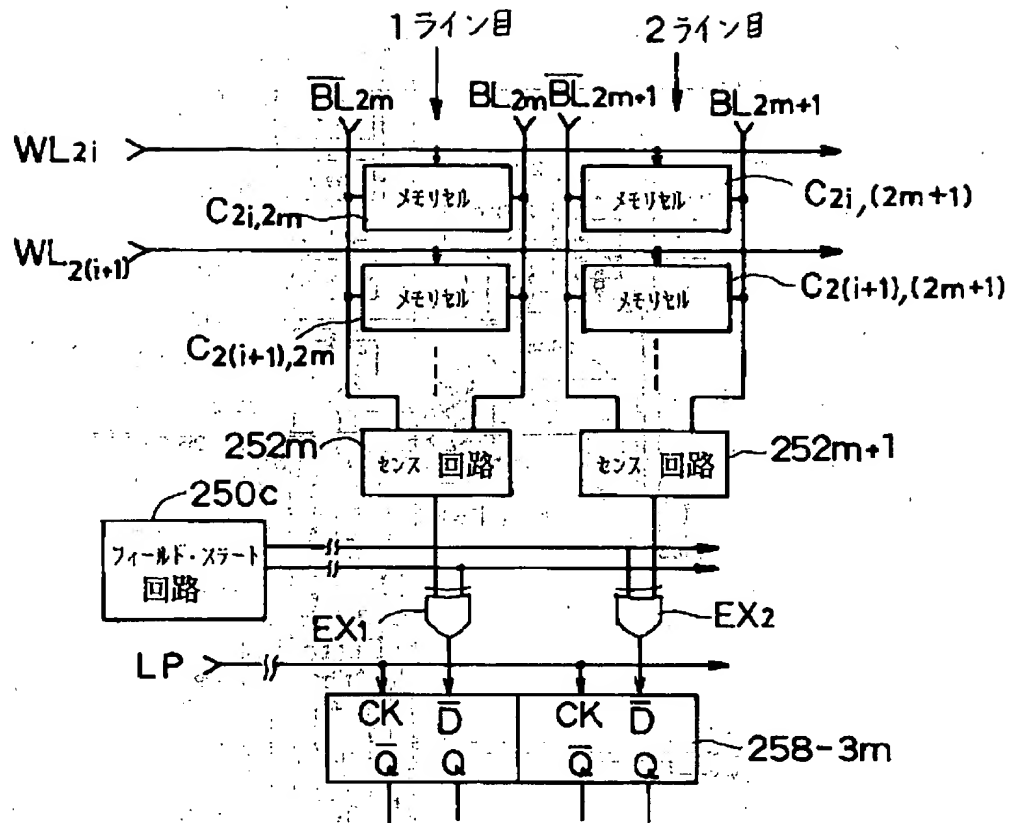 1ライン目 2ライン目
BL2m BL2m BL2m+1 BL2m+1
WL2i
メモリセル メモリセル
C2i,2m C2i,(2m+1)
WL2(i+1)
メモリセル メモリセル
C2(i+1),2m C2(i+1),(2m+1)
252m センス 回路 センス 回路 252m+1
250c
フィールド・ステート
回路
EX1 EX2
LP
CK D CK D
Q Q Q Q
258-3m